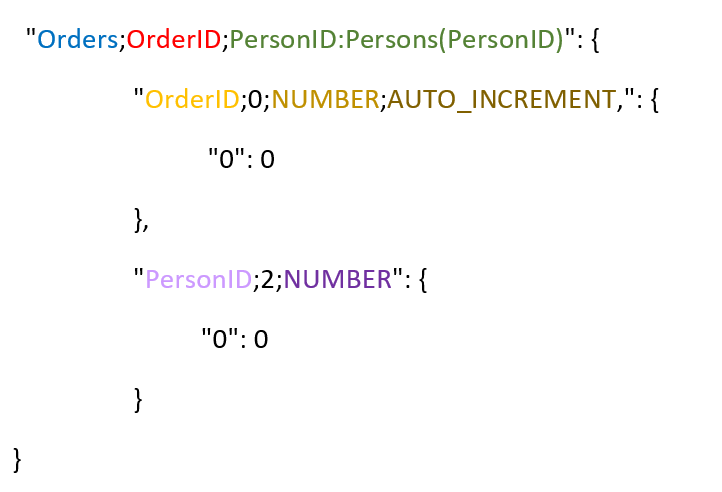 "Orders;OrderID;PersonID:Persons(PersonID)": {
"OrderID;0;NUMBER;AUTO_INCREMENT,": {
"0": 0
},
"PersonID;2;NUMBER": {
"0": 0
}
}